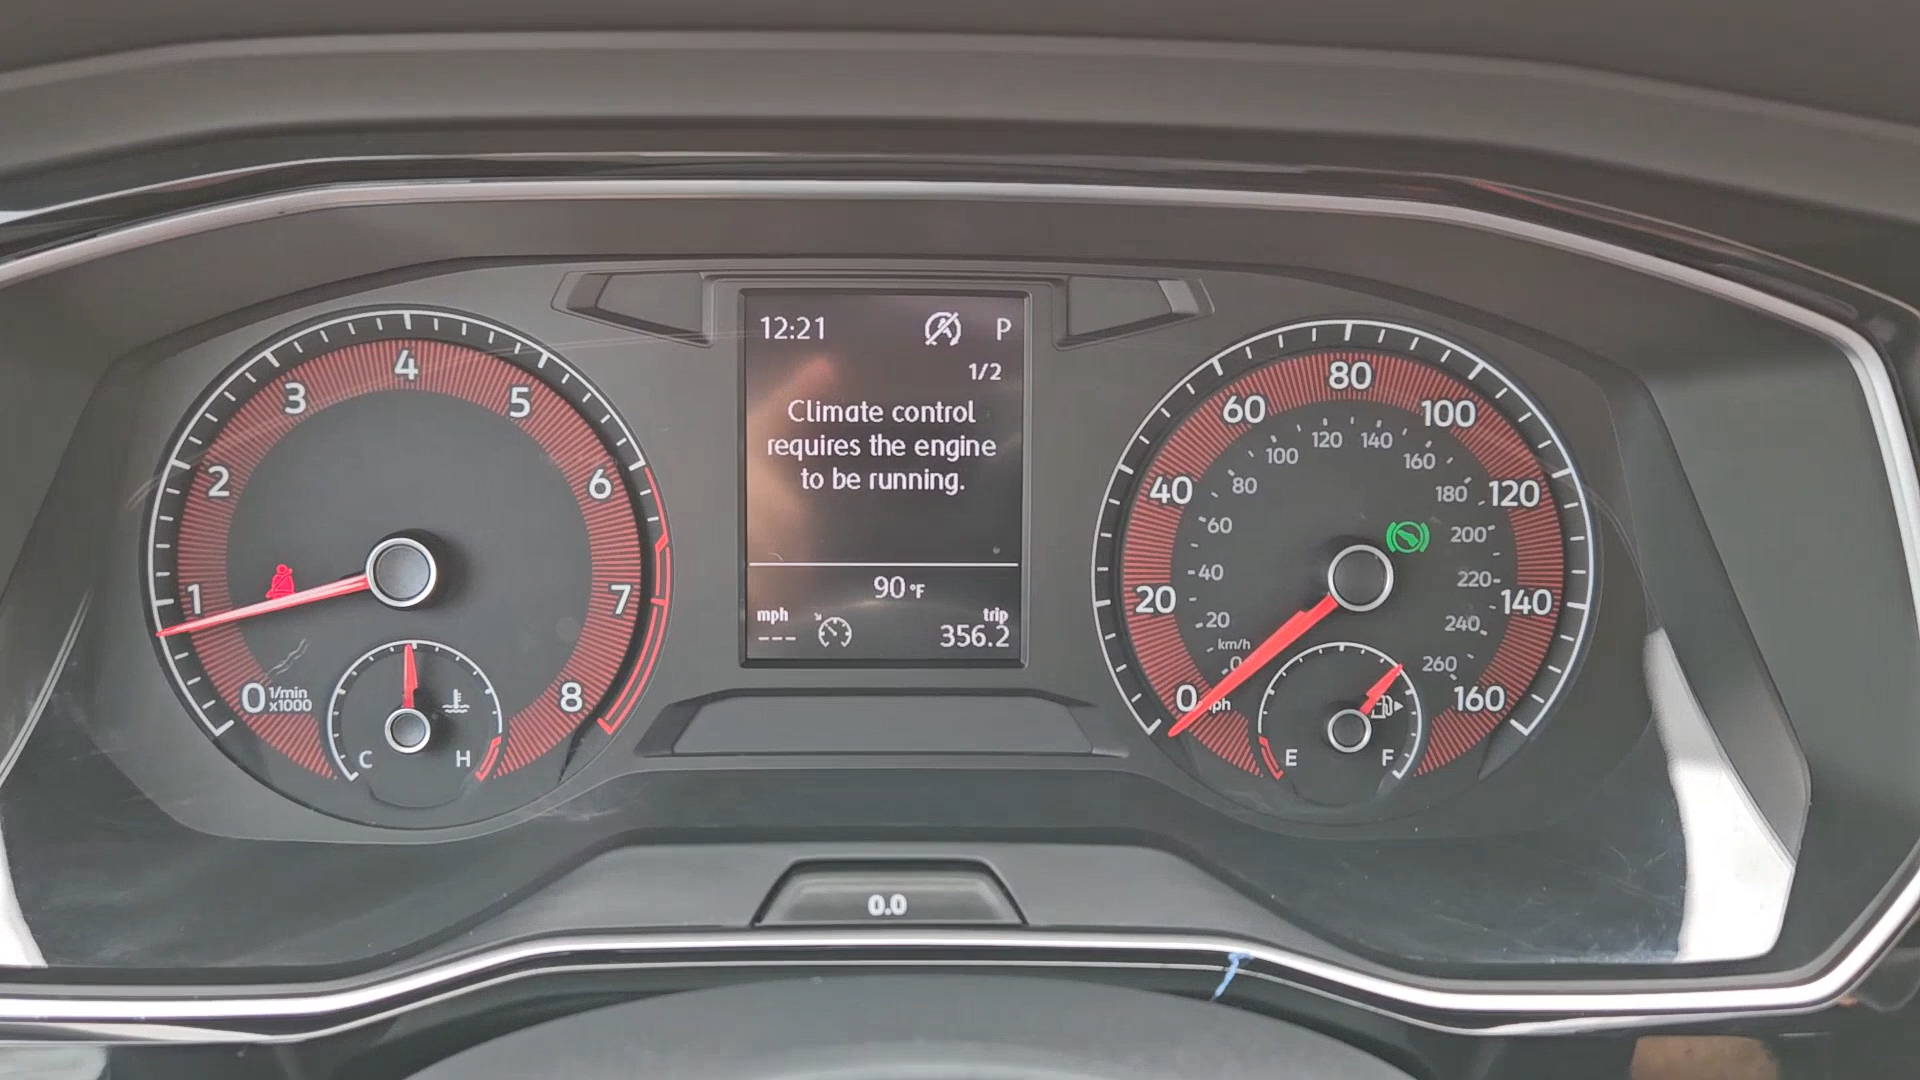 12:21 P
1/2
Climate control
requires the engine
to be running.
90 °F
mph trip
--- 356.2
0 1 2 3 4 5 6 7 8
1/min
x1000
C H
0 20 40 60 80 100 120 140 160
mph
km/h
0 20 40 60 80 100 120 140 160 180 200 220 240 260
E F
0.0